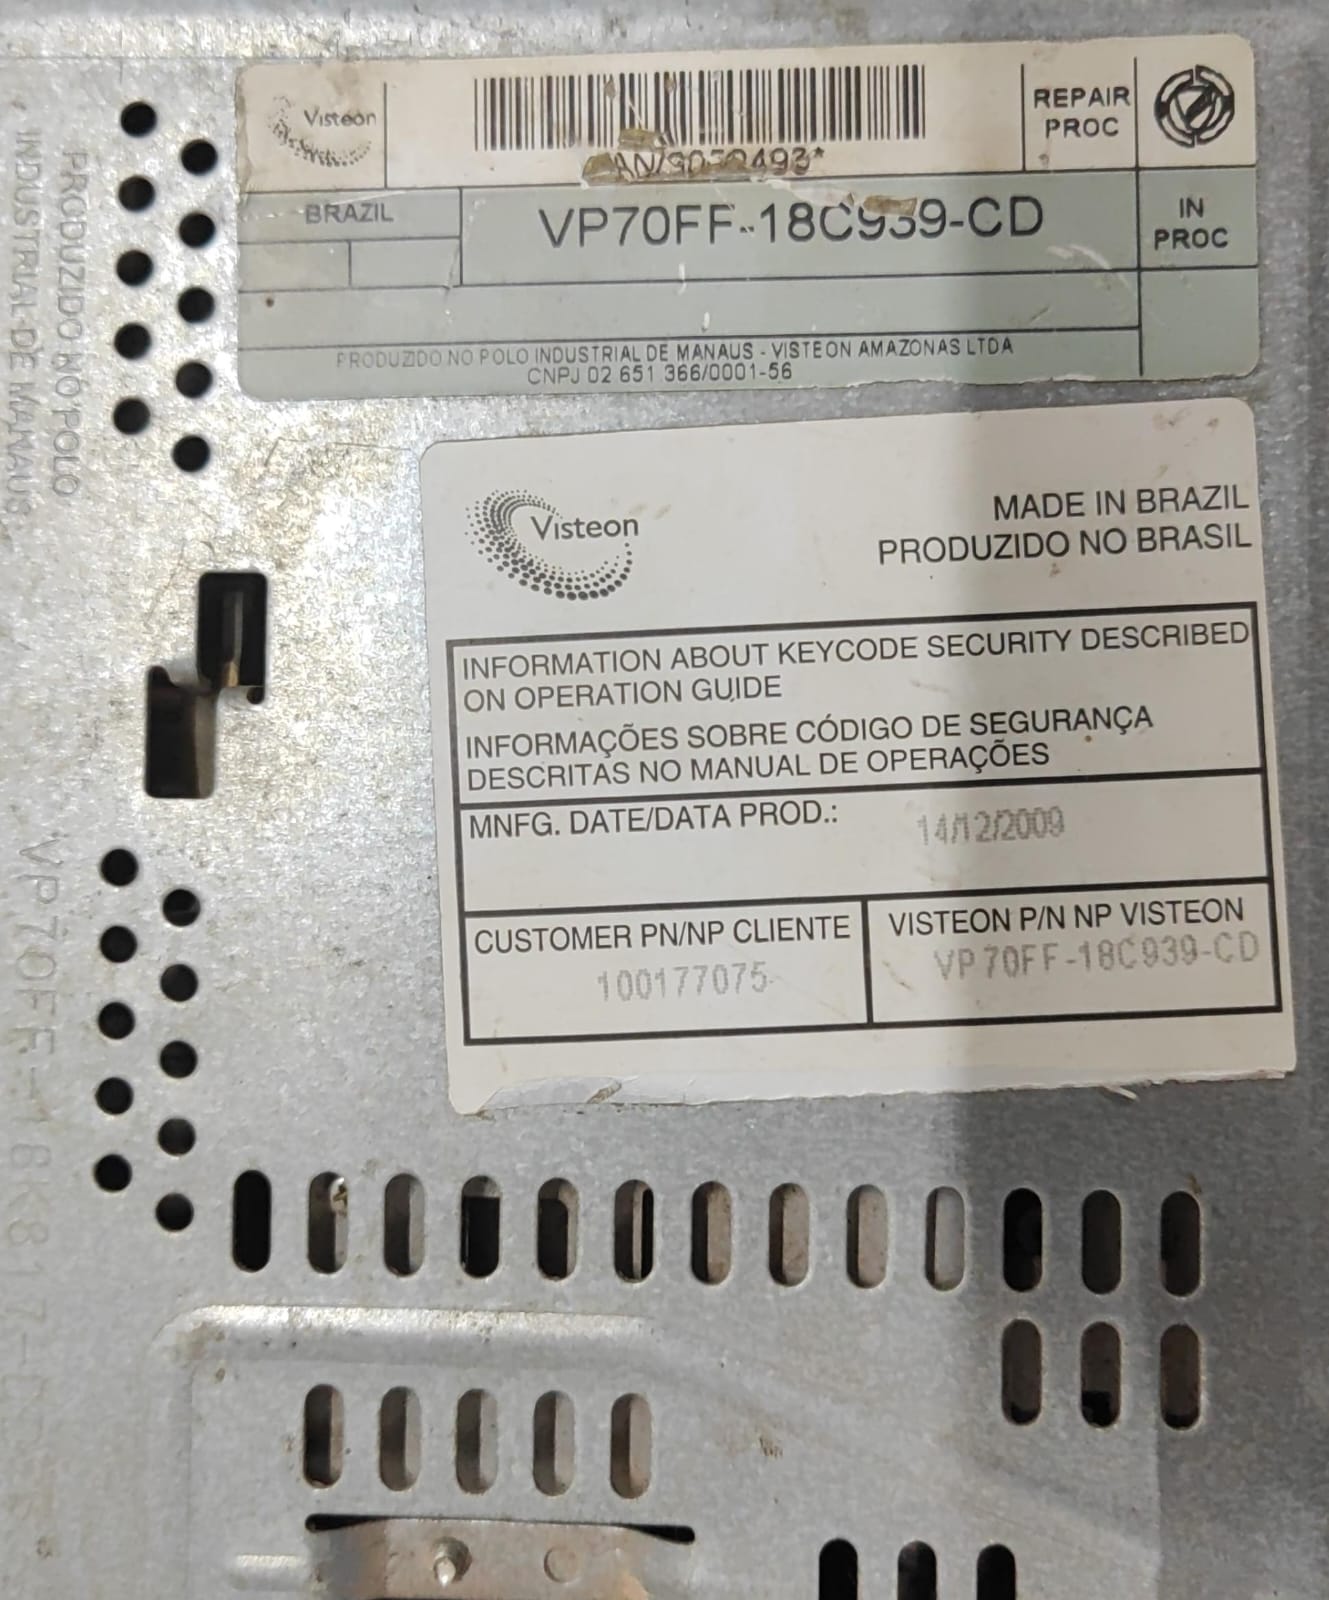 Visteon
REPAIR
PROC
BRAZIL
VP70FF-18C939-CD
IN
PROC
PRODUZIDO NO POLO INDUSTRIAL DE MANAUS - VISTEON AMAZONAS LTDA
CNPJ 02 651 366/0001-56
PRODUZIDO NO POLO
INDUSTRIAL DE MANAUS
Visteon
MADE IN BRAZIL
PRODUZIDO NO BRASIL
INFORMATION ABOUT KEYCODE SECURITY DESCRIBED
ON OPERATION GUIDE
INFORMAÇÕES SOBRE CÓDIGO DE SEGURANÇA
DESCRITAS NO MANUAL DE OPERAÇÕES
MNFG. DATE/DATA PROD.: 14/12/2009
CUSTOMER PN/NP CLIENTE
100177075
VISTEON P/N NP VISTEON
VP70FF-18C939-CD